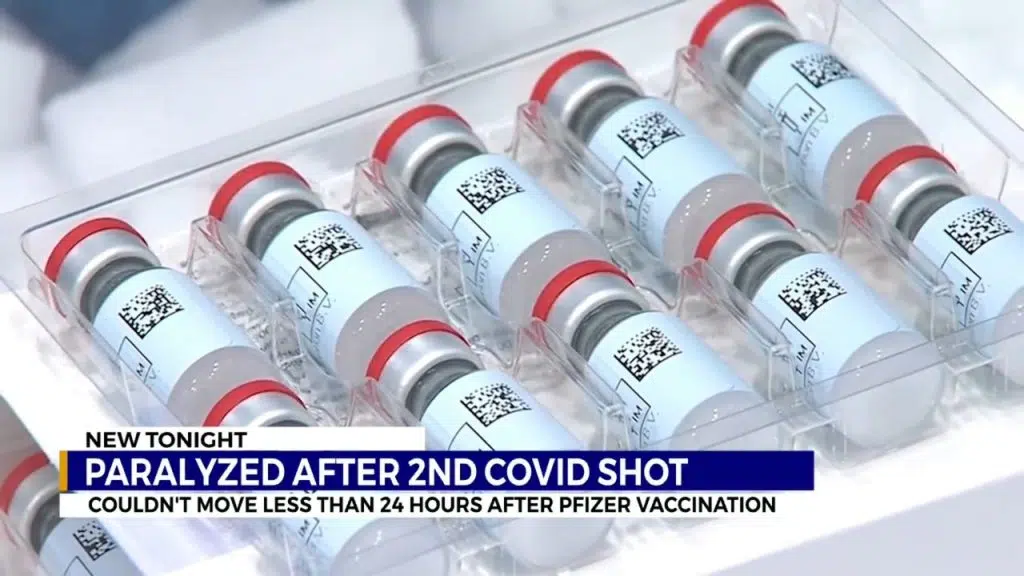 NEW TONIGHT
PARALYZED AFTER 2ND COVID SHOT
COULDN'T MOVE LESS THAN 24 HOURS AFTER PFIZER VACCINATION